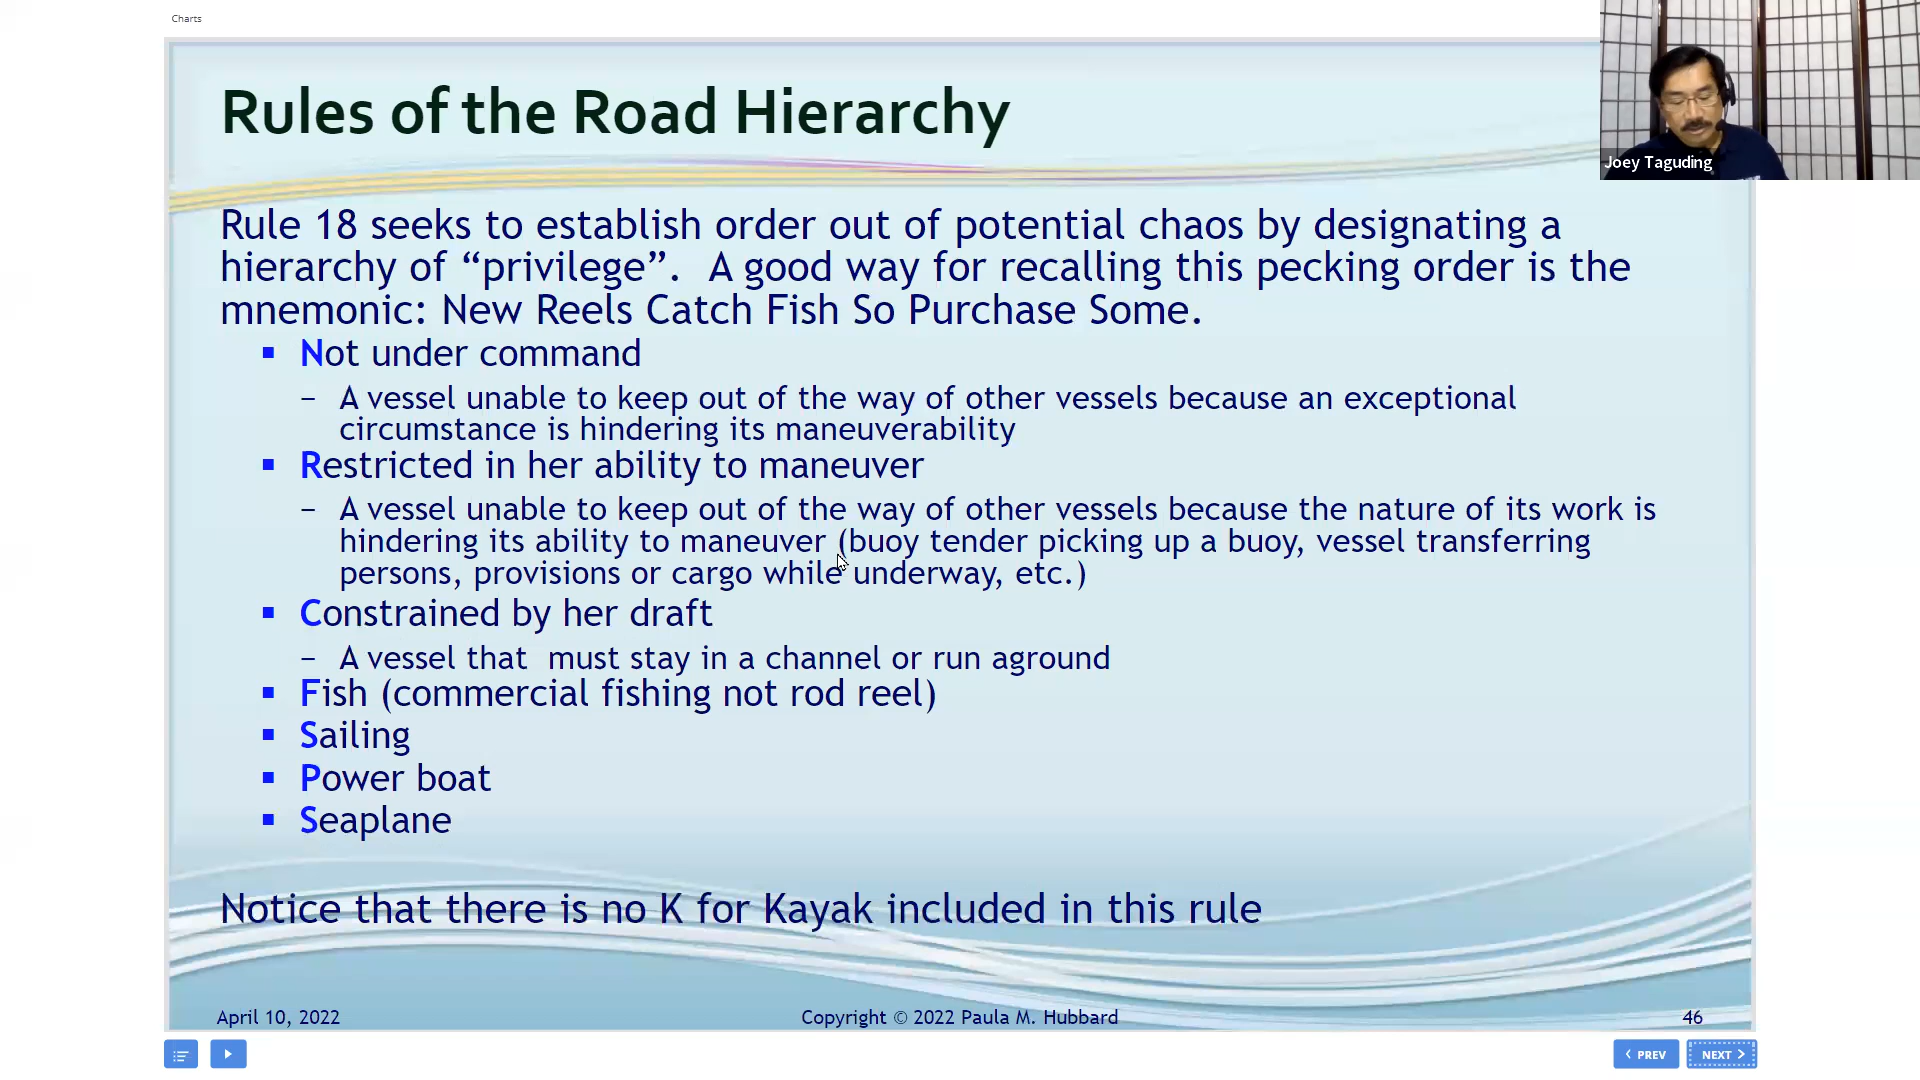 Charts
Rules of the Road Hierarchy
Joey Taguding
Rule 18 seeks to establish order out of potential chaos by designating a
hierarchy of “privilege”.  A good way for recalling this pecking order is the
mnemonic: New Reels Catch Fish So Purchase Some.
▪ Not under command
– A vessel unable to keep out of the way of other vessels because an exceptional
circumstance is hindering its maneuverability
▪ Restricted in her ability to maneuver
– A vessel unable to keep out of the way of other vessels because the nature of its work is
hindering its ability to maneuver (buoy tender picking up a buoy, vessel transferring
persons, provisions or cargo while underway, etc.)
▪ Constrained by her draft
– A vessel that  must stay in a channel or run aground
▪ Fish (commercial fishing not rod reel)
▪ Sailing
▪ Power boat
▪ Seaplane
Notice that there is no K for Kayak included in this rule
April 10, 2022
Copyright © 2022 Paula M. Hubbard
46
PREV
NEXT